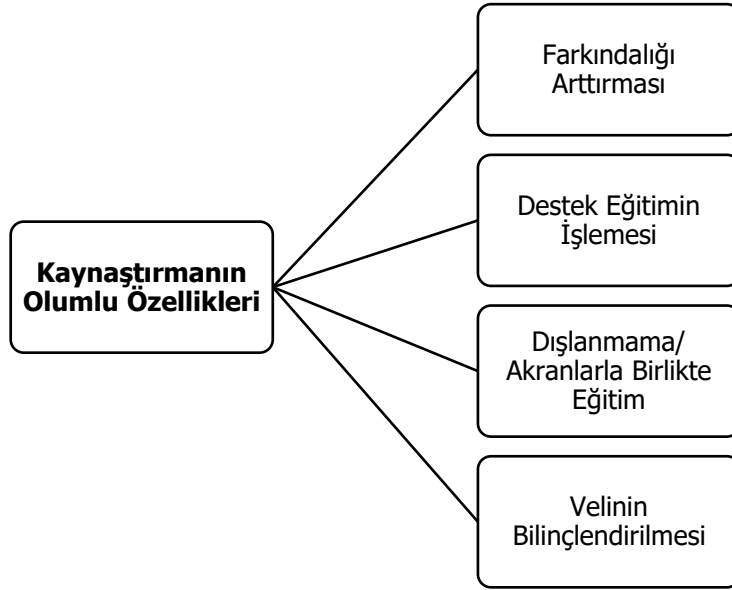 Kaynaştırmanın
Olumlu Özellikleri
Farkındalığı
Arttırması
Destek Eğitimin
İşlemesi
Dışlanmama/
Akranlarla Birlikte
Eğitim
Velinin
Bilinçlendirilmesi